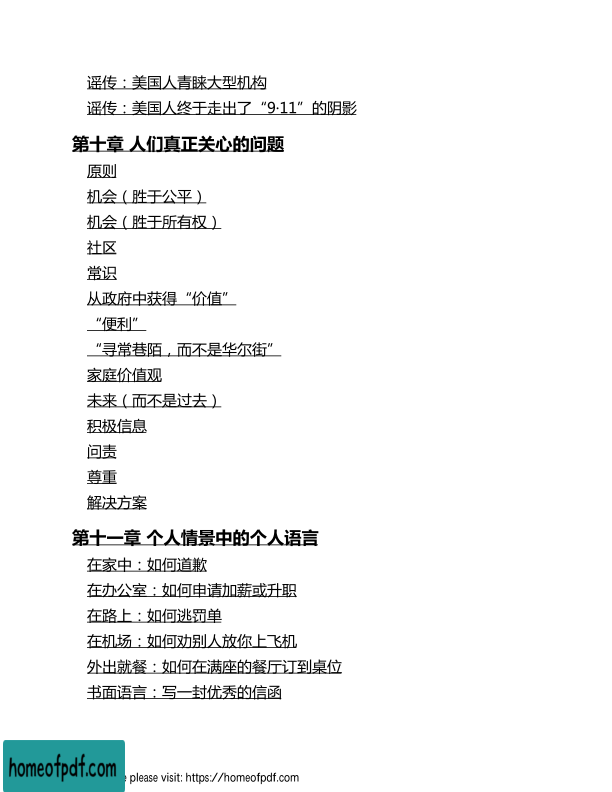 谣传：美国人青睐大型机构
谣传：美国人终于走出了“9·11”的阴影
第十章 人们真正关心的问题
原则
机会（胜于公平）
机会（胜于所有权）
社区
常识
从政府中获得“价值”
“便利”
“寻常巷陌，而不是华尔街”
家庭价值观
未来（而不是过去）
积极信息
问责
尊重
解决方案
第十一章 个人情景中的个人语言
在家中：如何道歉
在办公室：如何申请加薪或升职
在路上：如何逃罚单
在机场：如何劝别人放你上飞机
外出就餐：如何在满座的餐厅订到桌位
书面语言：写一封优秀的信函
homeofpdf.com
please visit: https://homeofpdf.com